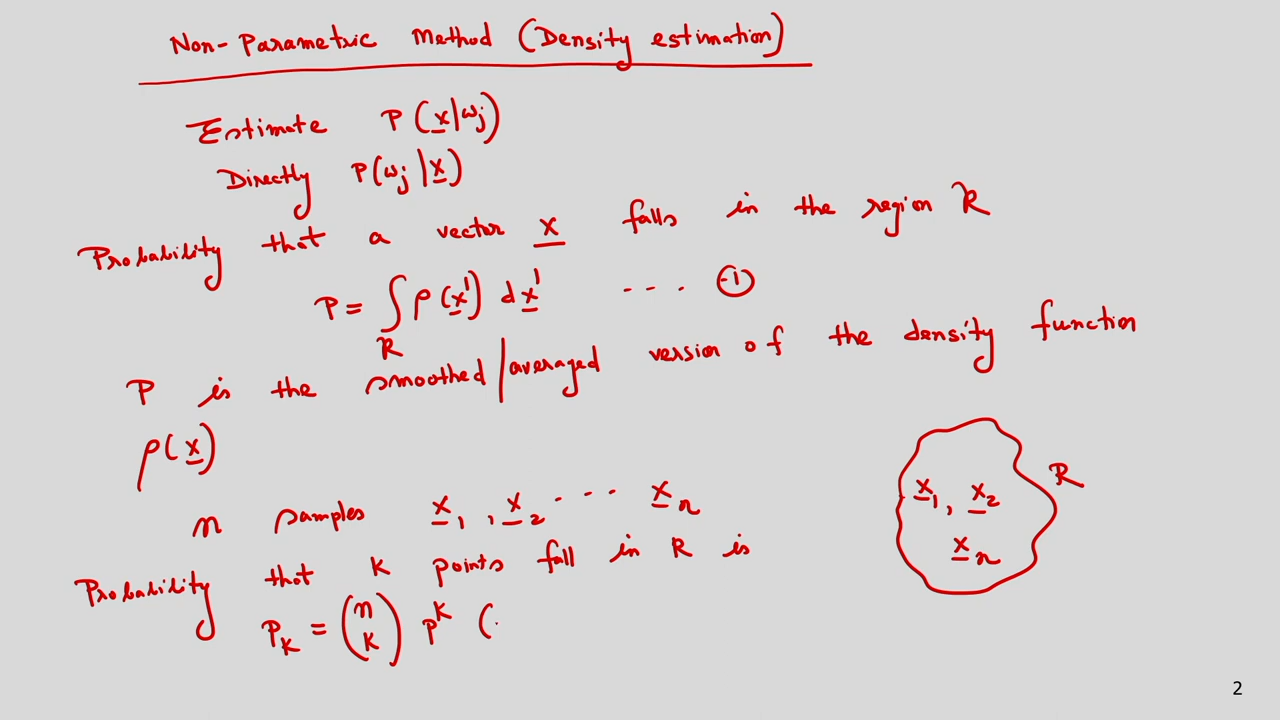 Non-Parametric Method (Density estimation)
Estimate P(x|ωj)
Directly P(ωj|x)
Probability that a vector x falls in the region R
P = ∫R p(x') dx' .... ①
P is the smoothed/averaged version of the density function
p(x)
n samples x1, x2 .... xn
Probability that k points fall in R is
Pk = (n k) p^k (
x1, x2
xn
R
2